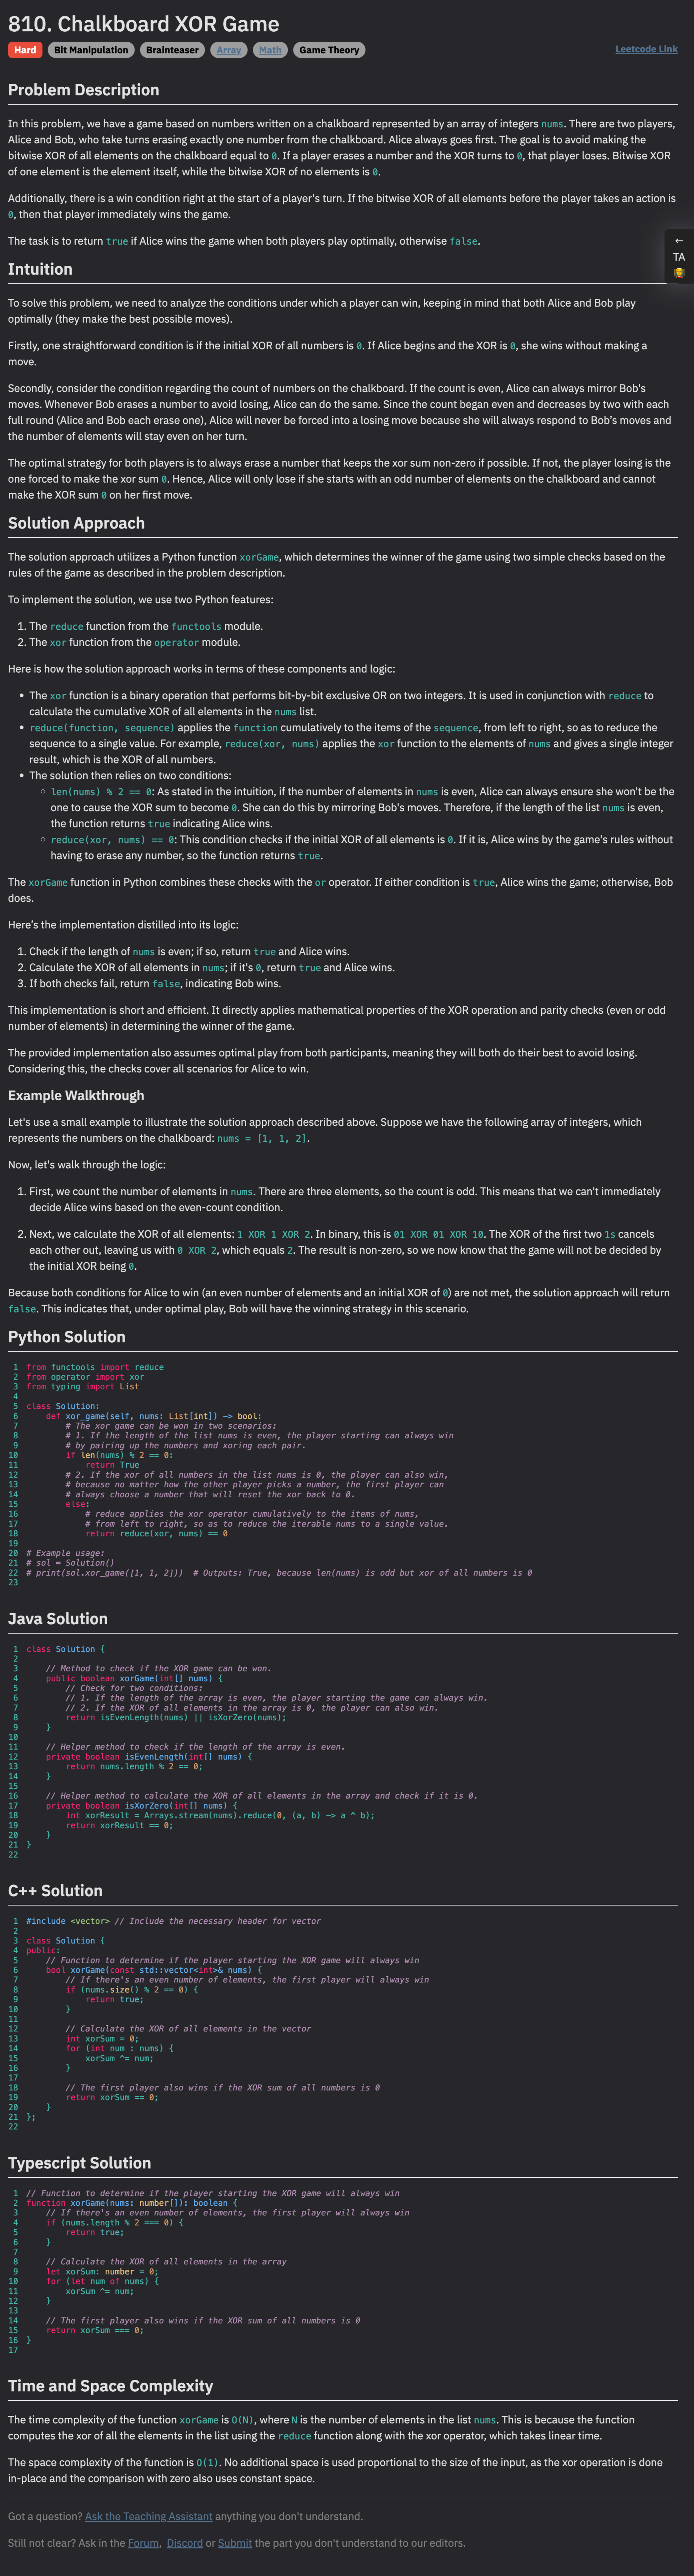 810. Chalkboard XOR Game
Hard Bit Manipulation Brainteaser Array Math Game Theory Leetcode Link
Problem Description
In this problem, we have a game based on numbers written on a chalkboard represented by an array of integers nums. There are two players,
Alice and Bob, who take turns erasing exactly one number from the chalkboard. Alice always goes first. The goal is to avoid making the
bitwise XOR of all elements on the chalkboard equal to 0. If a player erases a number and the XOR turns to 0, that player loses. Bitwise XOR
of one element is the element itself, while the bitwise XOR of no elements is 0.
Additionally, there is a win condition right at the start of a player's turn. If the bitwise XOR of all elements before the player takes an action is
0, then that player immediately wins the game.
The task is to return true if Alice wins the game when both players play optimally, otherwise false.
←
TA
Intuition
To solve this problem, we need to analyze the conditions under which a player can win, keeping in mind that both Alice and Bob play
optimally (they make the best possible moves).
Firstly, one straightforward condition is if the initial XOR of all numbers is 0. If Alice begins and the XOR is 0, she wins without making a
move.
Secondly, consider the condition regarding the count of numbers on the chalkboard. If the count is even, Alice can always mirror Bob's
moves. Whenever Bob erases a number to avoid losing, Alice can do the same. Since the count began even and decreases by two with each
full round (Alice and Bob each erase one), Alice will never be forced into a losing move because she will always respond to Bob's moves and
the number of elements will stay even on her turn.
The optimal strategy for both players is to always erase a number that keeps the xor sum non-zero if possible. If not, the player losing is the
one forced to make the xor sum 0. Hence, Alice will only lose if she starts with an odd number of elements on the chalkboard and cannot
make the XOR sum 0 on her first move.
Solution Approach
The solution approach utilizes a Python function xorGame, which determines the winner of the game using two simple checks based on the
rules of the game as described in the problem description.
To implement the solution, we use two Python features:
1. The reduce function from the functools module.
2. The xor function from the operator module.
Here is how the solution approach works in terms of these components and logic:
• The xor function is a binary operation that performs bit-by-bit exclusive OR on two integers. It is used in conjunction with reduce to
calculate the cumulative XOR of all elements in the nums list.
• reduce(function, sequence) applies the function cumulatively to the items of the sequence, from left to right, so as to reduce the
sequence to a single value. For example, reduce(xor, nums) applies the xor function to the elements of nums and gives a single integer
result, which is the XOR of all numbers.
• The solution then relies on two conditions:
◦ len(nums) % 2 == 0: As stated in the intuition, if the number of elements in nums is even, Alice can always ensure she won't be the
one to cause the XOR sum to become 0. She can do this by mirroring Bob's moves. Therefore, if the length of the list nums is even,
the function returns true indicating Alice wins.
◦ reduce(xor, nums) == 0: This condition checks if the initial XOR of all elements is 0. If it is, Alice wins by the game's rules without
having to erase any number, so the function returns true.
The xorGame function in Python combines these checks with the or operator. If either condition is true, Alice wins the game; otherwise, Bob
does.
Here's the implementation distilled into its logic:
1. Check if the length of nums is even; if so, return true and Alice wins.
2. Calculate the XOR of all elements in nums; if it's 0, return true and Alice wins.
3. If both checks fail, return false, indicating Bob wins.
This implementation is short and efficient. It directly applies mathematical properties of the XOR operation and parity checks (even or odd
number of elements) in determining the winner of the game.
The provided implementation also assumes optimal play from both participants, meaning they will both do their best to avoid losing.
Considering this, the checks cover all scenarios for Alice to win.
Example Walkthrough
Let's use a small example to illustrate the solution approach described above. Suppose we have the following array of integers, which
represents the numbers on the chalkboard: nums = [1, 1, 2].
Now, let's walk through the logic:
1. First, we count the number of elements in nums. There are three elements, so the count is odd. This means that we can't immediately
decide Alice wins based on the even-count condition.
2. Next, we calculate the XOR of all elements: 1 XOR 1 XOR 2. In binary, this is 01 XOR 01 XOR 10. The XOR of the first two 1s cancels
each other out, leaving us with 0 XOR 2, which equals 2. The result is non-zero, so we now know that the game will not be decided by
the initial XOR being 0.
Because both conditions for Alice to win (an even number of elements and an initial XOR of 0) are not met, the solution approach will return
false. This indicates that, under optimal play, Bob will have the winning strategy in this scenario.
Python Solution
1 from functools import reduce
2 from operator import xor
3 from typing import List
4
5 class Solution:
6     def xor_game(self, nums: List[int]) -> bool:
7         # The xor game can be won in two scenarios:
8         # 1. If the length of the list nums is even, the player starting can always win
9         # by pairing up the numbers and xoring each pair.
10         if len(nums) % 2 == 0:
11             return True
12         # 2. If the xor of all numbers in the list nums is 0, the player can also win,
13         # because no matter how the other player picks a number, the first player can
14         # always choose a number that will reset the xor back to 0.
15         else:
16             # reduce applies the xor operator cumulatively to the items of nums,
17             # from left to right, so as to reduce the iterable nums to a single value.
18             return reduce(xor, nums) == 0
19
20 # Example usage:
21 # sol = Solution()
22 # print(sol.xor_game([1, 1, 2]))  # Outputs: True, because len(nums) is odd but xor of all numbers is 0
23
Java Solution
1 class Solution {
2
3     // Method to check if the XOR game can be won.
4     public boolean xorGame(int[] nums) {
5         // Check for two conditions:
6         // 1. If the length of the array is even, the player starting the game can always win.
7         // 2. If the XOR of all elements in the array is 0, the player can also win.
8         return isEvenLength(nums) || isXorZero(nums);
9     }
10
11     // Helper method to check if the length of the array is even.
12     private boolean isEvenLength(int[] nums) {
13         return nums.length % 2 == 0;
14     }
15
16     // Helper method to calculate the XOR of all elements in the array and check if it is 0.
17     private boolean isXorZero(int[] nums) {
18         int xorResult = Arrays.stream(nums).reduce(0, (a, b) -> a ^ b);
19         return xorResult == 0;
20     }
21 }
22
C++ Solution
1 #include <vector> // Include the necessary header for vector
2
3 class Solution {
4 public:
5     // Function to determine if the player starting the XOR game will always win
6     bool xorGame(const std::vector<int>& nums) {
7         // If there's an even number of elements, the first player will always win
8         if (nums.size() % 2 == 0) {
9             return true;
10         }
11
12         // Calculate the XOR of all elements in the vector
13         int xorSum = 0;
14         for (int num : nums) {
15             xorSum ^= num;
16         }
17
18         // The first player also wins if the XOR sum of all numbers is 0
19         return xorSum == 0;
20     }
21 };
22
Typescript Solution
1 // Function to determine if the player starting the XOR game will always win
2 function xorGame(nums: number[]): boolean {
3     // If there's an even number of elements, the first player will always win
4     if (nums.length % 2 === 0) {
5         return true;
6     }
7
8     // Calculate the XOR of all elements in the array
9     let xorSum: number = 0;
10     for (let num of nums) {
11         xorSum ^= num;
12     }
13
14     // The first player also wins if the XOR sum of all numbers is 0
15     return xorSum === 0;
16 }
17
Time and Space Complexity
The time complexity of the function xorGame is O(N), where N is the number of elements in the list nums. This is because the function
computes the xor of all the elements in the list using the reduce function along with the xor operator, which takes linear time.
The space complexity of the function is O(1). No additional space is used proportional to the size of the input, as the xor operation is done
in-place and the comparison with zero also uses constant space.
Got a question? Ask the Teaching Assistant anything you don't understand.
Still not clear? Ask in the Forum, Discord or Submit the part you don't understand to our editors.